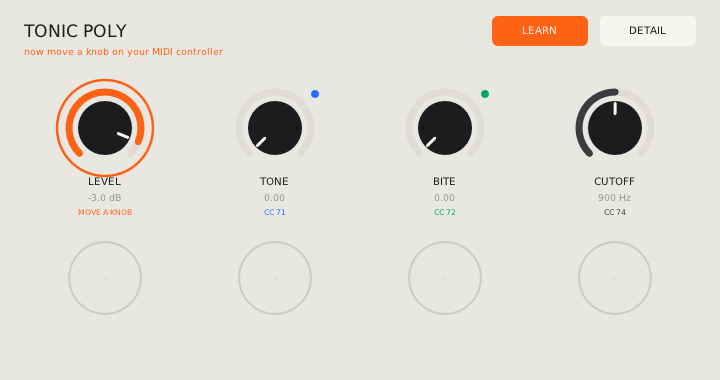 TONIC POLY
now move a knob on your MIDI controller
LEARN
DETAIL
LEVEL
-3.0 dB
MOVE A KNOB
TONE
0.00
CC 71
BITE
0.00
CC 72
CUTOFF
900 Hz
CC 74
-
-
-
-